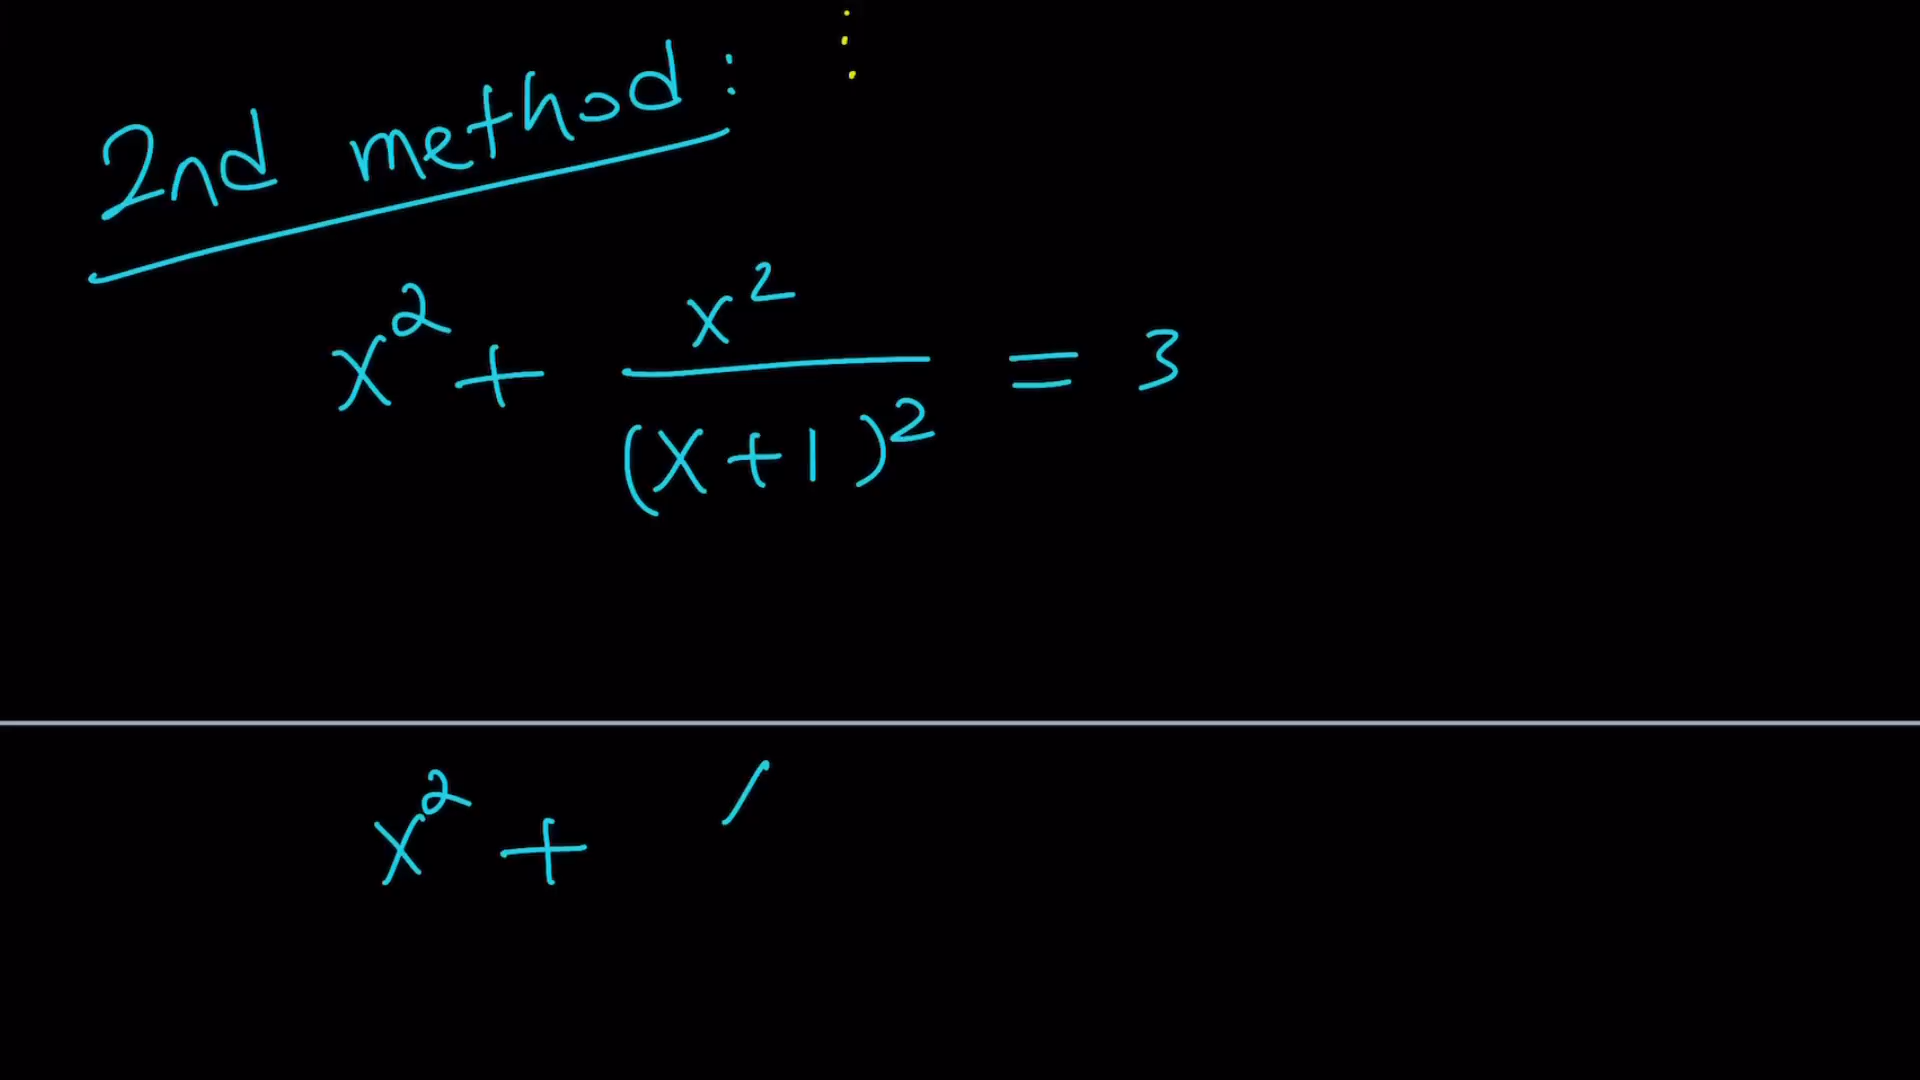 2nd method:
x² + x²/(x+1)² = 3
x² +